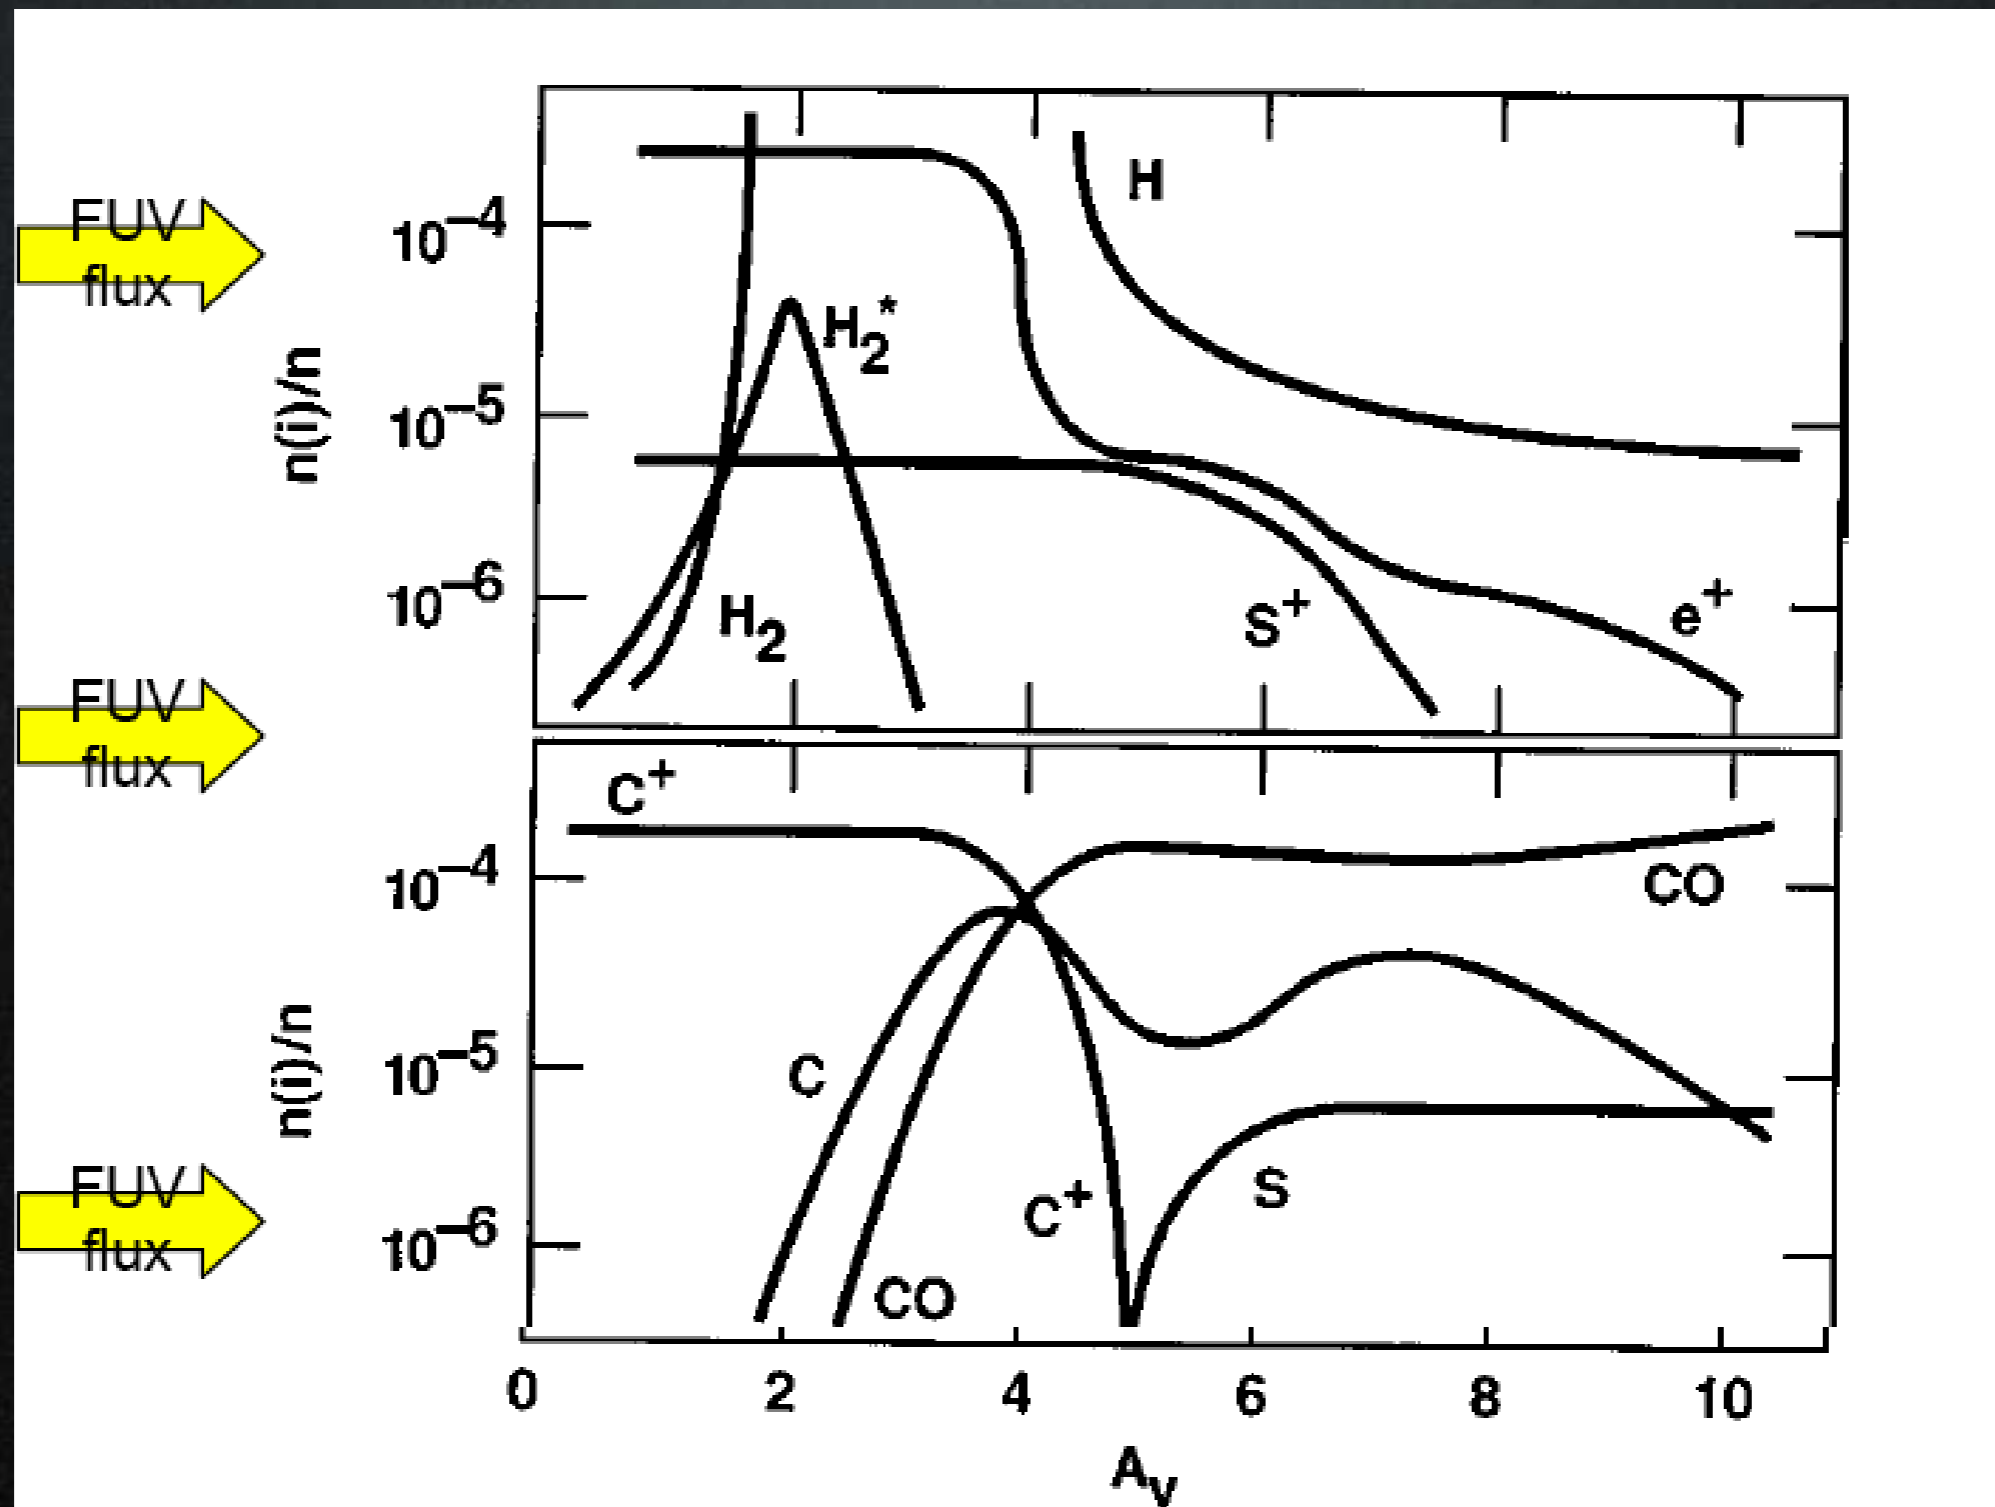 FUV
flux
FUV
flux
FUV
flux
n(i)/n
10⁻⁴
10⁻⁵
10⁻⁶
H
H₂*
H₂
S⁺
e⁺
n(i)/n
10⁻⁴
10⁻⁵
10⁻⁶
C⁺
CO
C
C⁺
S
CO
0 2 4 6 8 10
Aᵥ